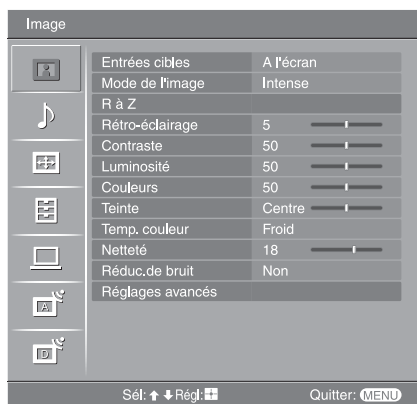 Image
Entrées cibles A l'écran
Mode de l'image Intense
R à Z
Rétro-éclairage 5
Contraste 50
Luminosité 50
Couleurs 50
Teinte Centre
Temp. couleur Froid
Netteté 18
Réduc.de bruit Non
Réglages avancés
A
D
Sél: Régl: Quitter: MENU